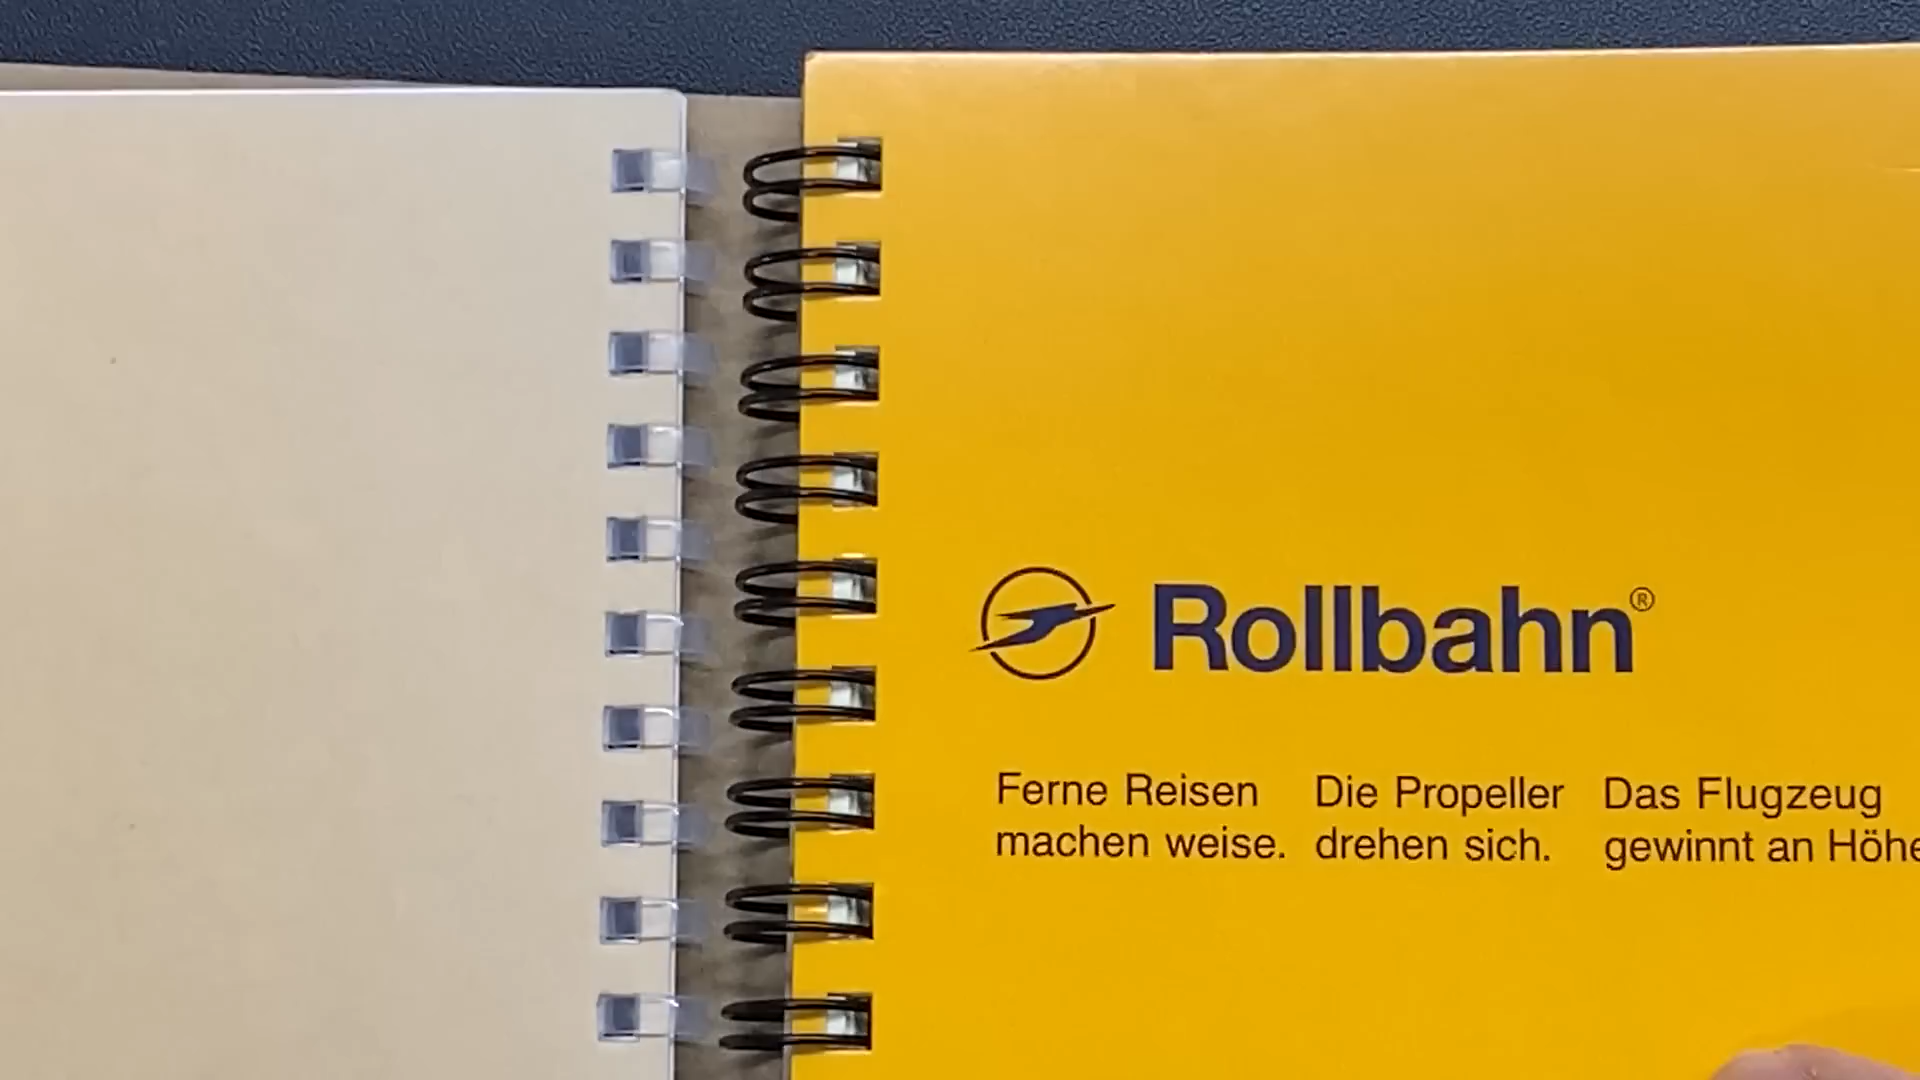 Rollbahn®
Ferne Reisen
machen weise.
Die Propeller
drehen sich.
Das Flugzeug
gewinnt an